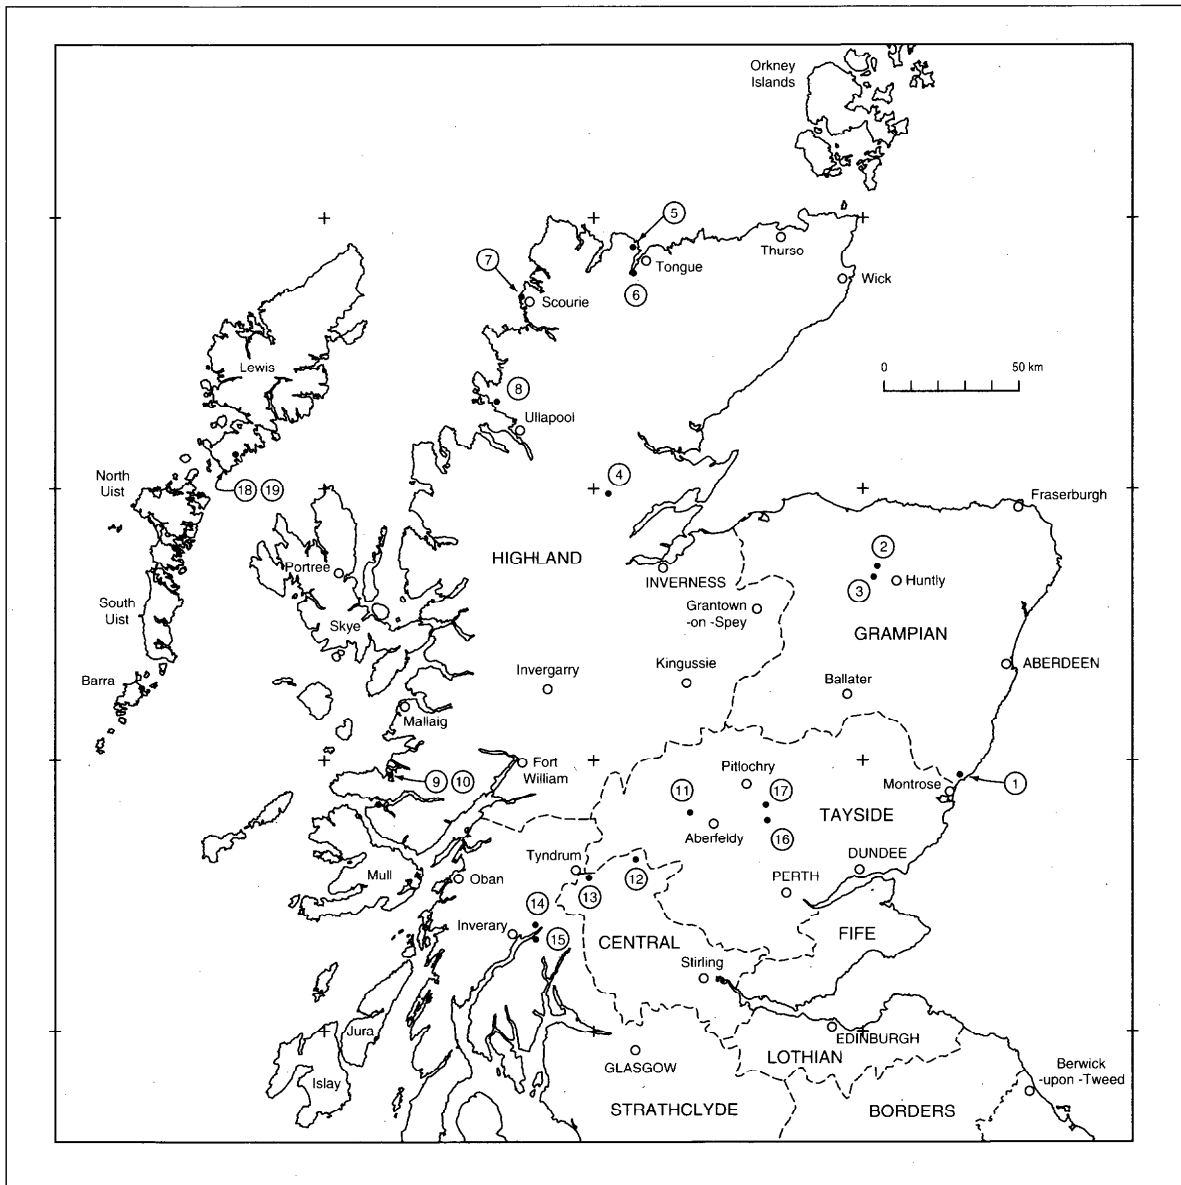 Orkney
Islands
5
Thurso
7
Tongue
Wick
6
Scourie
0
50 km
Lewis
8
Ullapool
4
North
Uist
18 19
Fraserburgh
HIGHLAND
2
Portree
INVERNESS
3
Huntly
South
Uist
Grantown
-on -Spey
Skye
GRAMPIAN
Kingussie
ABERDEEN
Invergarry
Barra
Ballater
Mallaig
Fort
William
Pitlochry
9 10
Montrose
1
11
17
TAYSIDE
Aberfeldy
16
Tyndrum
DUNDEE
Mull
Oban
12
PERTH
13
14
Inverary
15
CENTRAL
FIFE
Stirling
Jura
EDINBURGH
LOTHIAN
GLASGOW
Berwick
-upon -Tweed
Islay
STRATHCLYDE
BORDERS